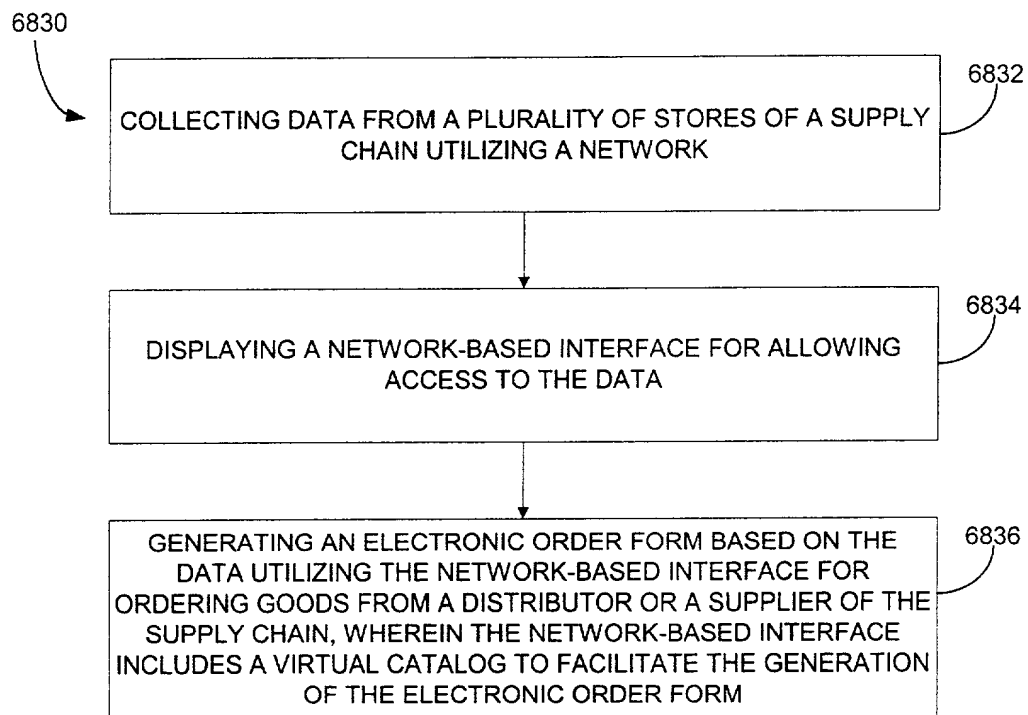 6830
6832
COLLECTING DATA FROM A PLURALITY OF STORES OF A SUPPLY
CHAIN UTILIZING A NETWORK
6834
DISPLAYING A NETWORK-BASED INTERFACE FOR ALLOWING
ACCESS TO THE DATA
6836
GENERATING AN ELECTRONIC ORDER FORM BASED ON THE
DATA UTILIZING THE NETWORK-BASED INTERFACE FOR
ORDERING GOODS FROM A DISTRIBUTOR OR A SUPPLIER OF THE
SUPPLY CHAIN, WHEREIN THE NETWORK-BASED INTERFACE
INCLUDES A VIRTUAL CATALOG TO FACILITATE THE GENERATION
OF THE ELECTRONIC ORDER FORM